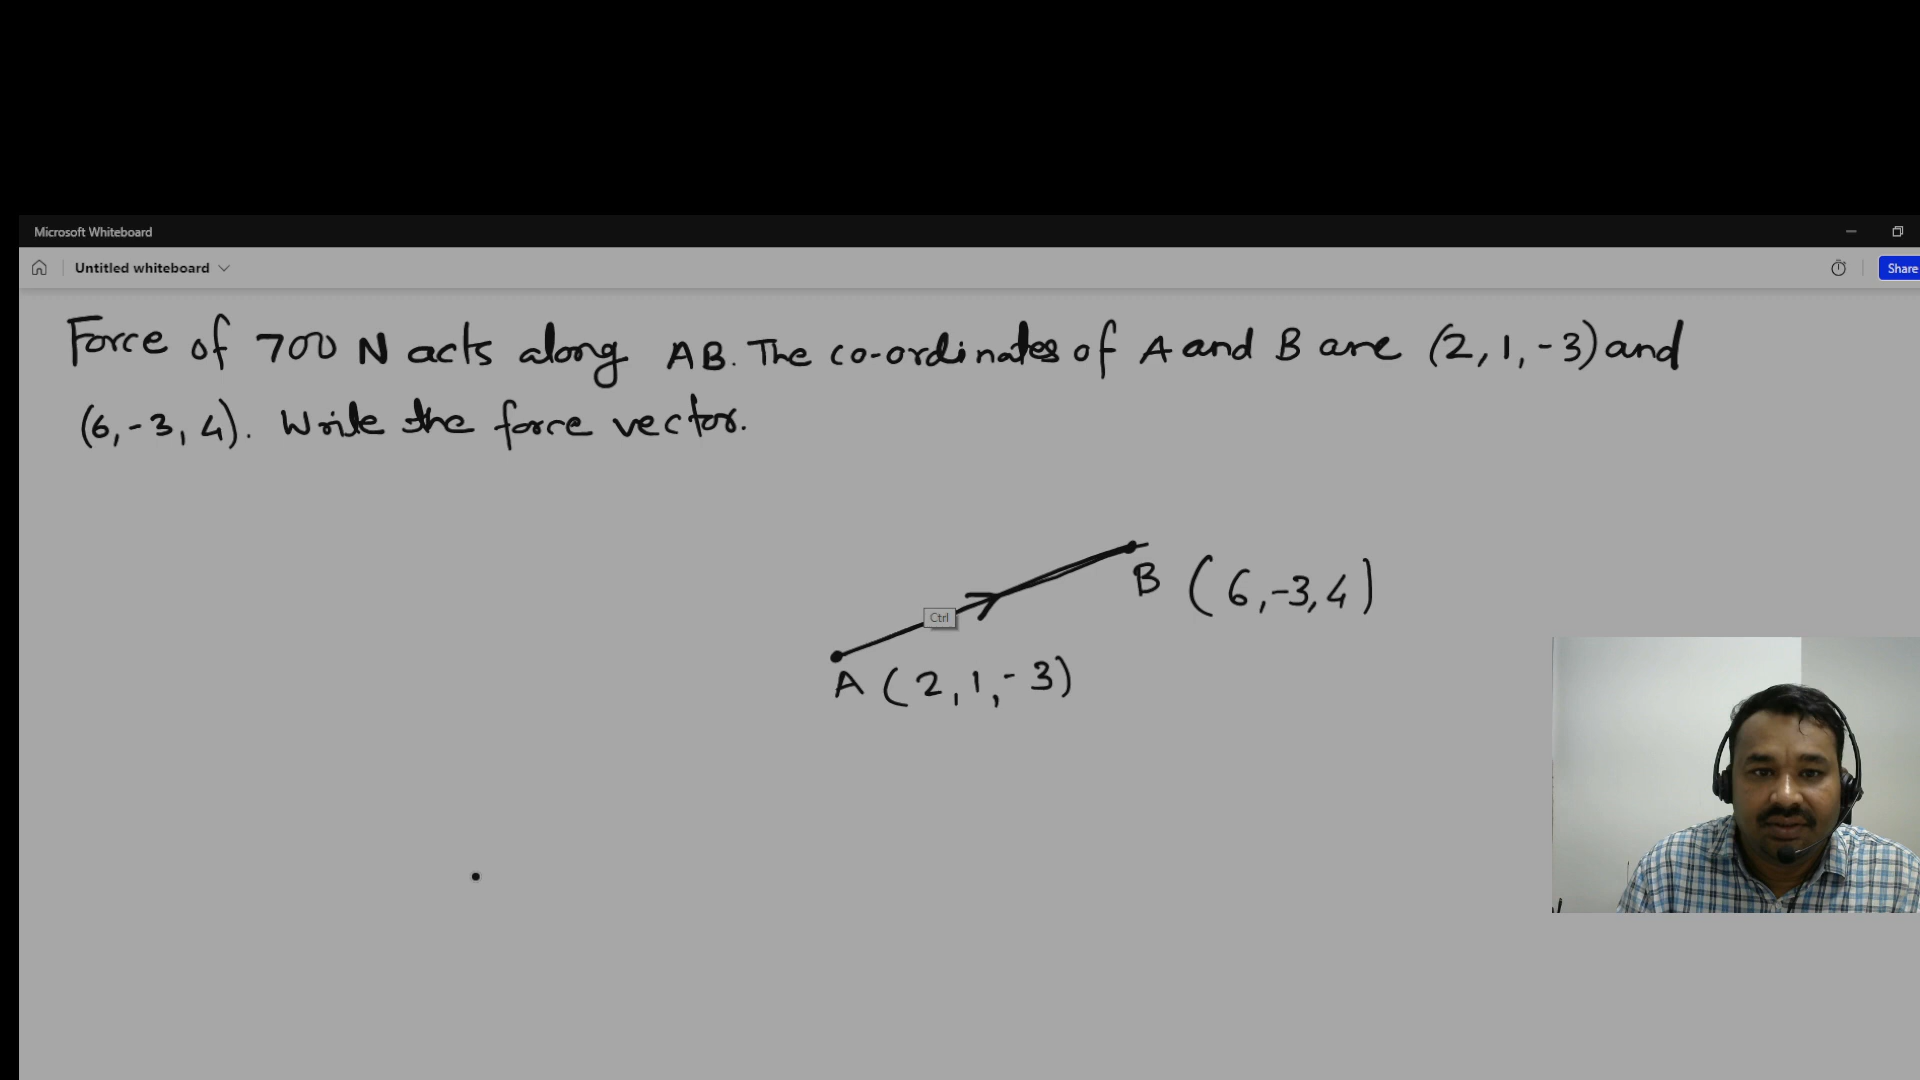 Microsoft Whiteboard
Untitled whiteboard
Share
Force of 700 N acts along AB. The co-ordinates of A and B are (2, 1, -3) and
(6, -3, 4). Write the force vector.
B (6, -3, 4)
Ctrl
A (2, 1, -3)